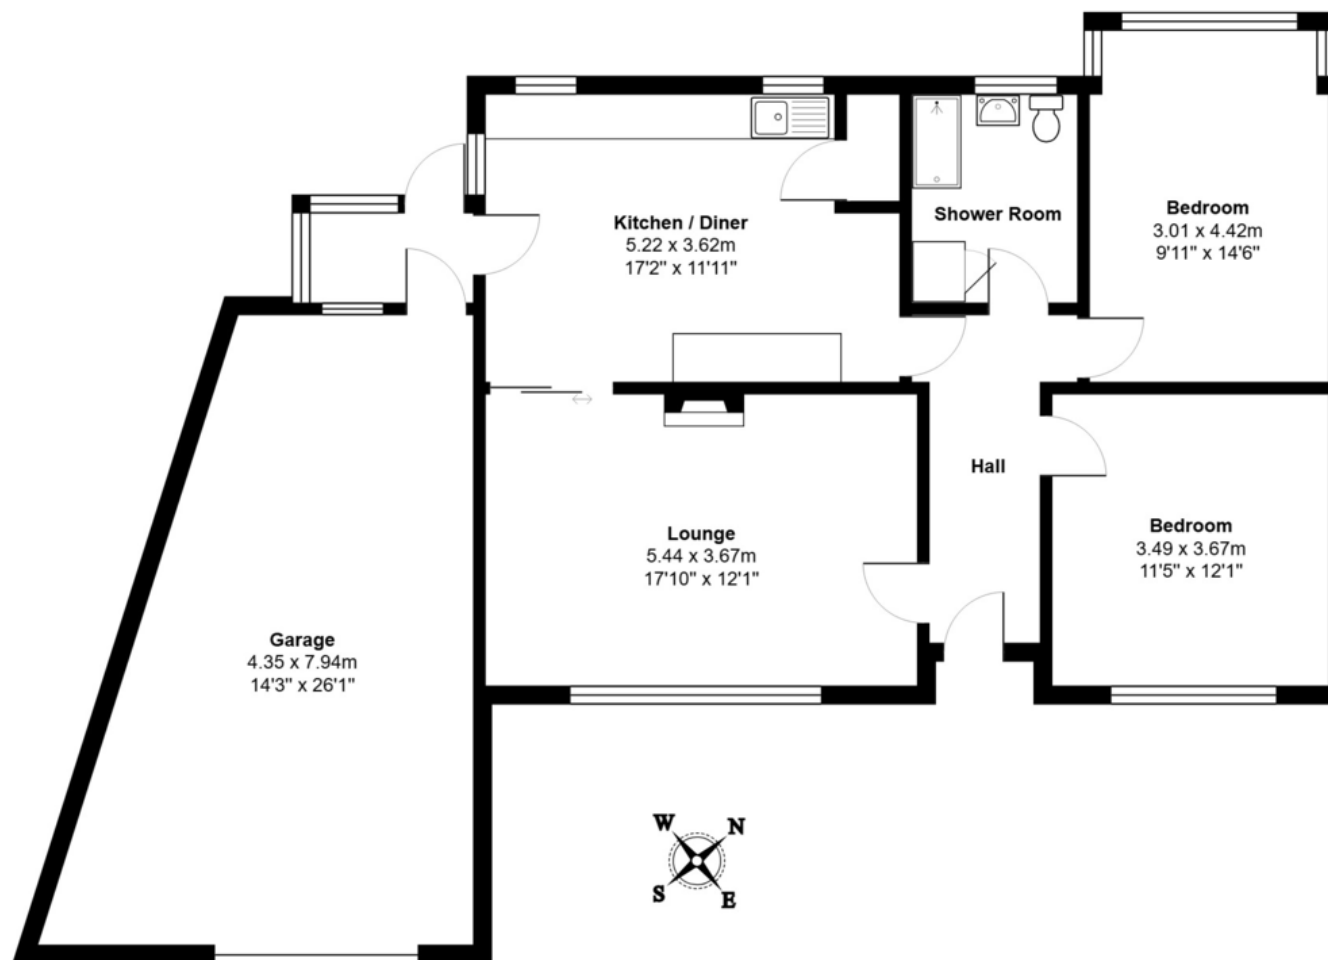 Kitchen / Diner
5.22 x 3.62m
17'2" x 11'11"
Shower Room
Bedroom
3.01 x 4.42m
9'11" x 14'6"
Hall
Lounge
5.44 x 3.67m
17'10" x 12'1"
Bedroom
3.49 x 3.67m
11'5" x 12'1"
Garage
4.35 x 7.94m
14'3" x 26'1"
W N
S E